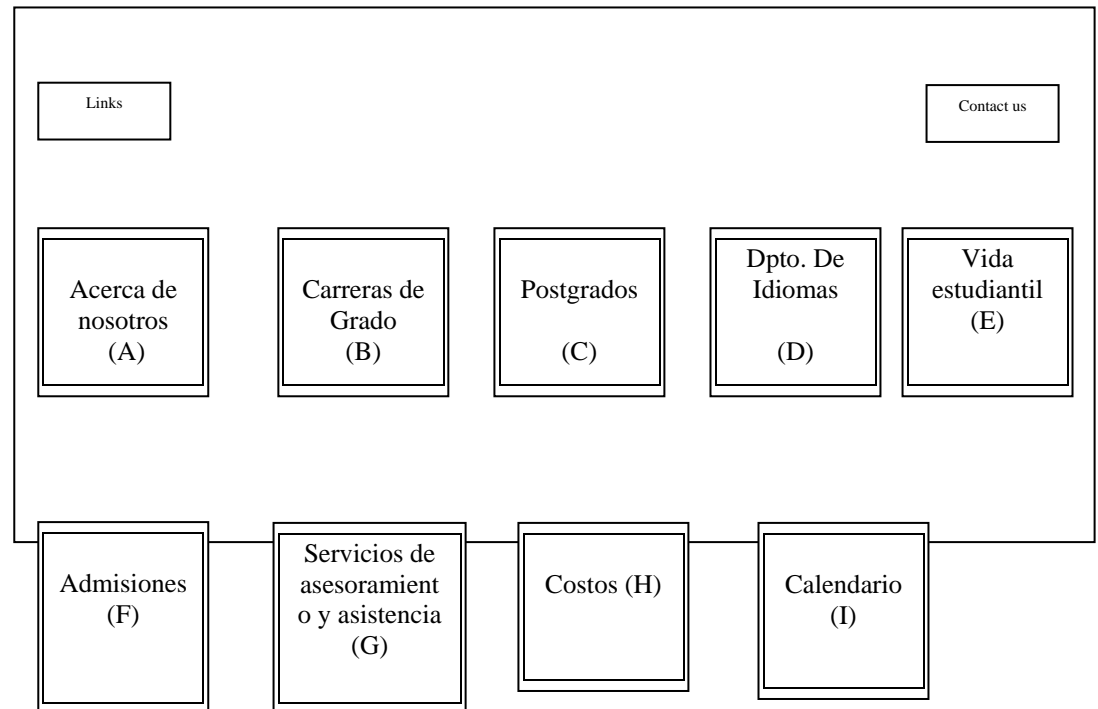 Links
Contact us
Acerca de
nosotros
(A)
Carreras de
Grado
(B)
Postgrados
(C)
Dpto. De
Idiomas
(D)
Vida
estudiantil
(E)
Admisiones
(F)
Servicios de
asesoramient
o y asistencia
(G)
Costos (H)
Calendario
(I)